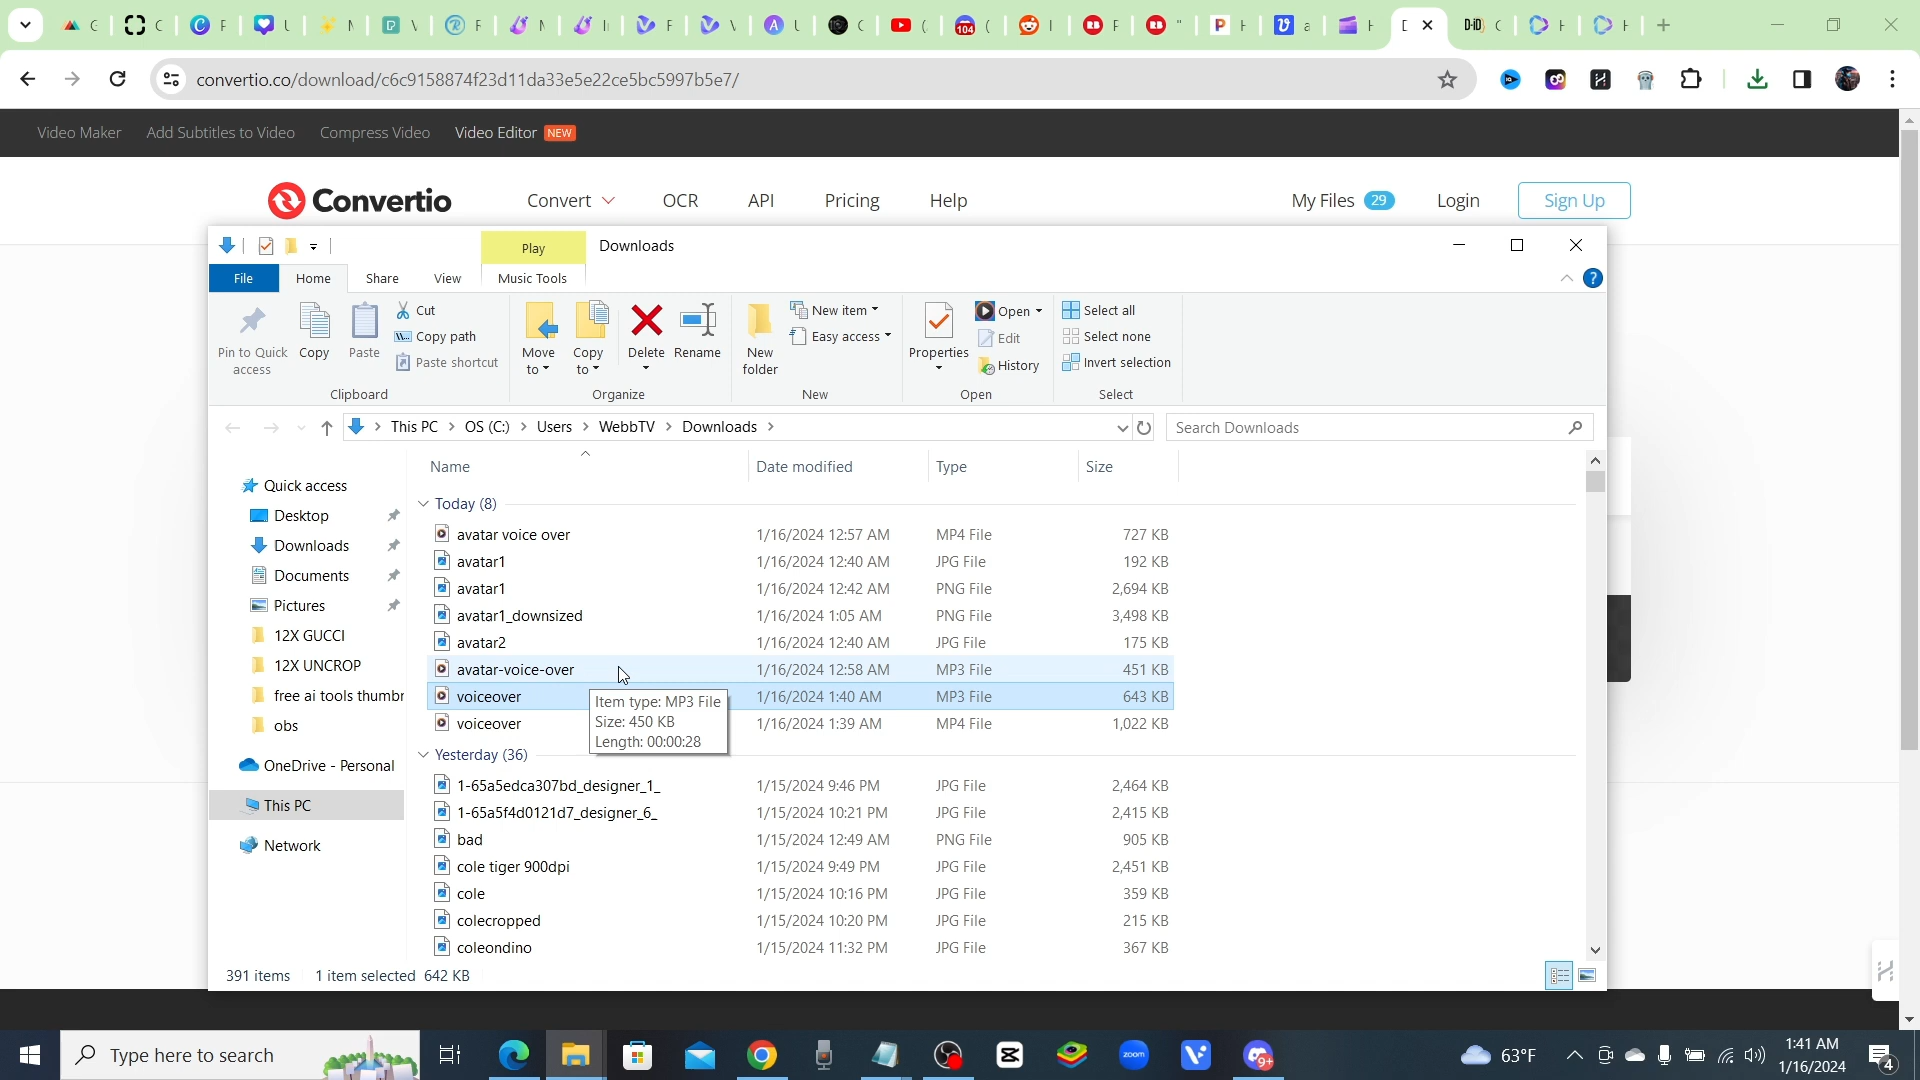 104
D-iD
convertio.co/download/c6c9158874f23d11da33e5e22ce5bc5997b5e7/
Video Maker Add Subtitles to Video Compress Video Video Editor NEW
Convertio Convert OCR API Pricing Help My Files 29 Login Sign Up
Play Downloads
File Home Share View Music Tools
Pin to Quick access Copy Paste Cut Copy path Paste shortcut
Move to Copy to Delete Rename New folder New item Easy access
Properties Open Edit History Select all Select none Invert selection
Clipboard Organize New Open Select
This PC OS (C:) Users WebbTV Downloads Search Downloads
Name Date modified Type Size
Quick access
Desktop
Downloads
Documents
Pictures
12X GUCCI
12X UNCROP
free ai tools thumbr
obs
OneDrive - Personal
This PC
Network
Today (8)
avatar voice over 1/16/2024 12:57 AM MP4 File 727 KB
avatar1 1/16/2024 12:40 AM JPG File 192 KB
avatar1 1/16/2024 12:42 AM PNG File 2,694 KB
avatar1_downsized 1/16/2024 1:05 AM PNG File 3,498 KB
avatar2 1/16/2024 12:40 AM JPG File 175 KB
avatar-voice-over 1/16/2024 12:58 AM MP3 File 451 KB
voiceover 1/16/2024 1:40 AM MP3 File 643 KB
voiceover 1/16/2024 1:39 AM MP4 File 1,022 KB
Item type: MP3 File
Size: 450 KB
Length: 00:00:28
Yesterday (36)
1-65a5edca307bd_designer_1_ 1/15/2024 9:46 PM JPG File 2,464 KB
1-65a5f4d0121d7_designer_6_ 1/15/2024 10:21 PM JPG File 2,415 KB
bad 1/15/2024 12:49 AM PNG File 905 KB
cole tiger 900dpi 1/15/2024 9:49 PM JPG File 2,451 KB
cole 1/15/2024 10:16 PM JPG File 359 KB
colecropped 1/15/2024 10:20 PM JPG File 215 KB
coleondino 1/15/2024 11:32 PM JPG File 367 KB
391 items 1 item selected 642 KB
Type here to search zoom 9+ 63°F 1:41 AM
1/16/2024 4